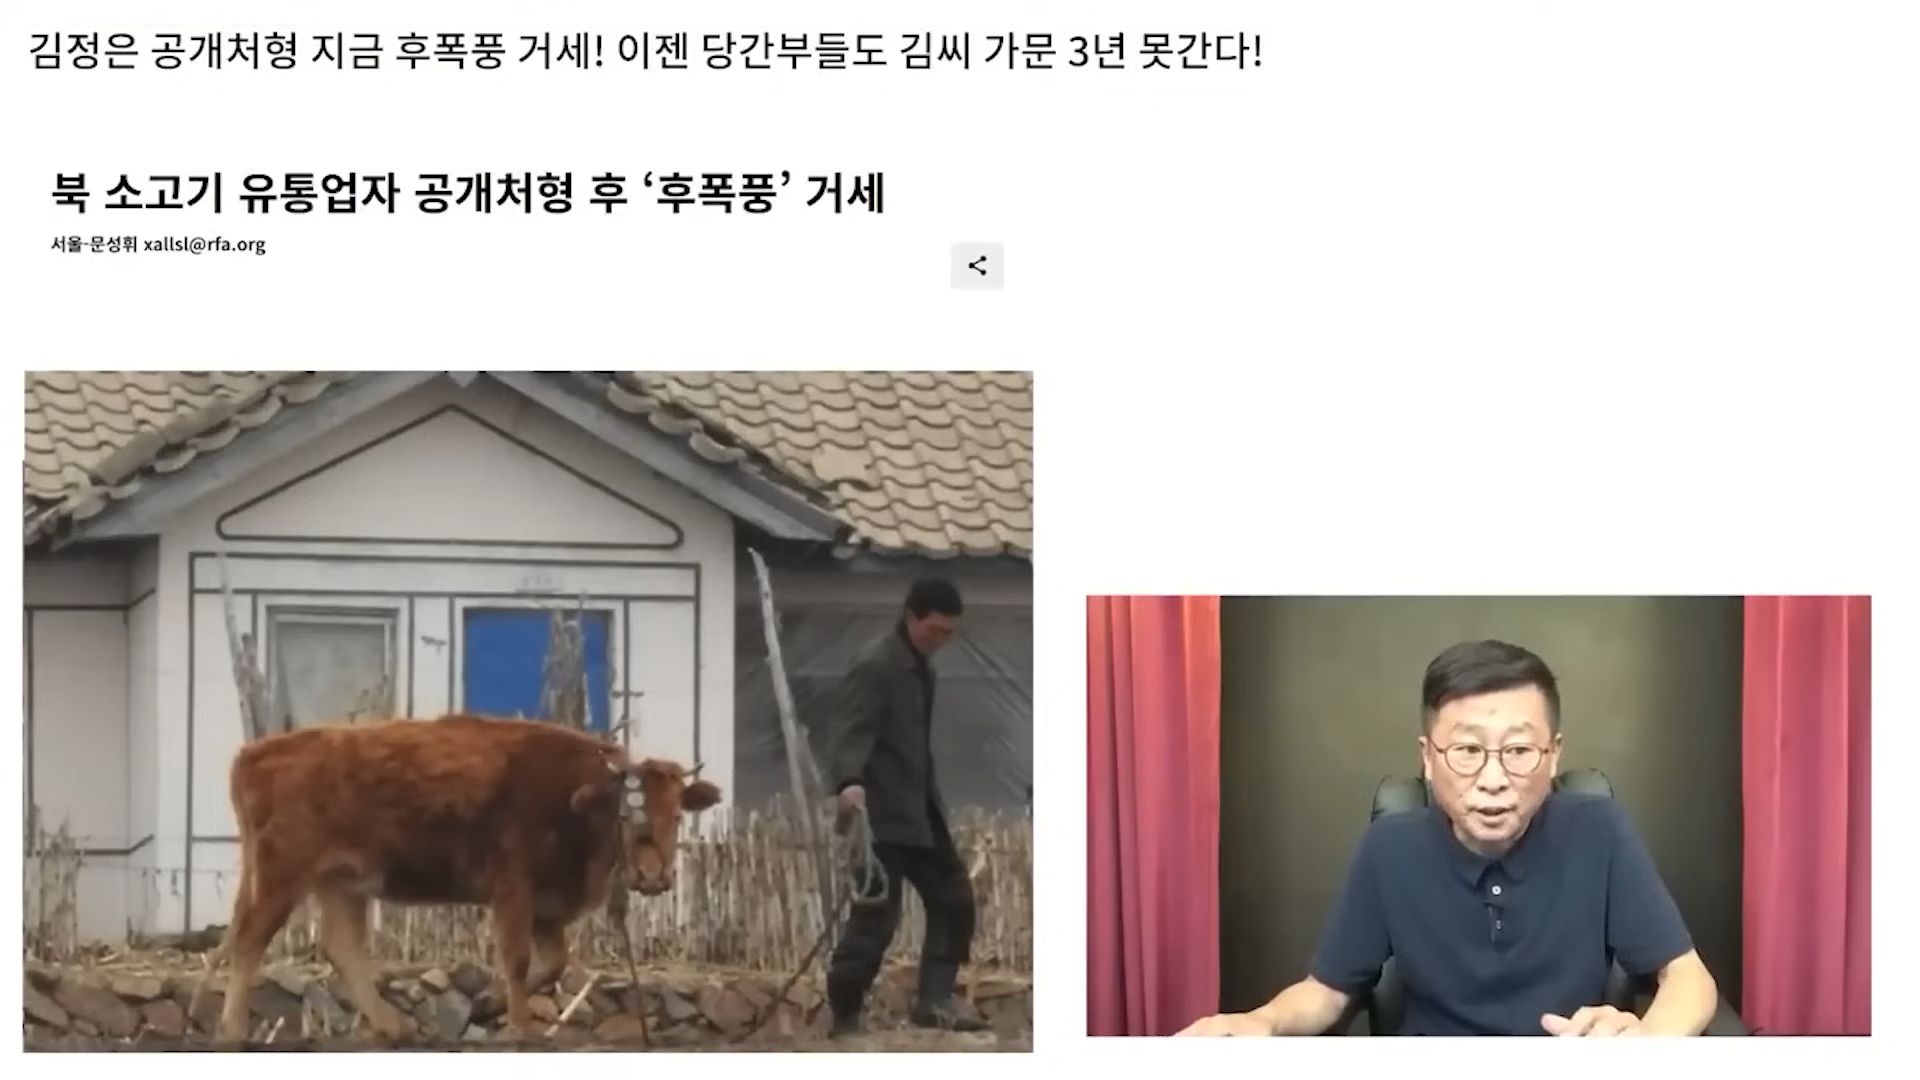 김정은 공개처형 지금 후폭풍 거세! 이젠 당간부들도 김씨 가문 3년 못간다!
북 소고기 유통업자 공개처형 후 ‘후폭풍’ 거세
서울-문성휘 xallsl@rfa.org